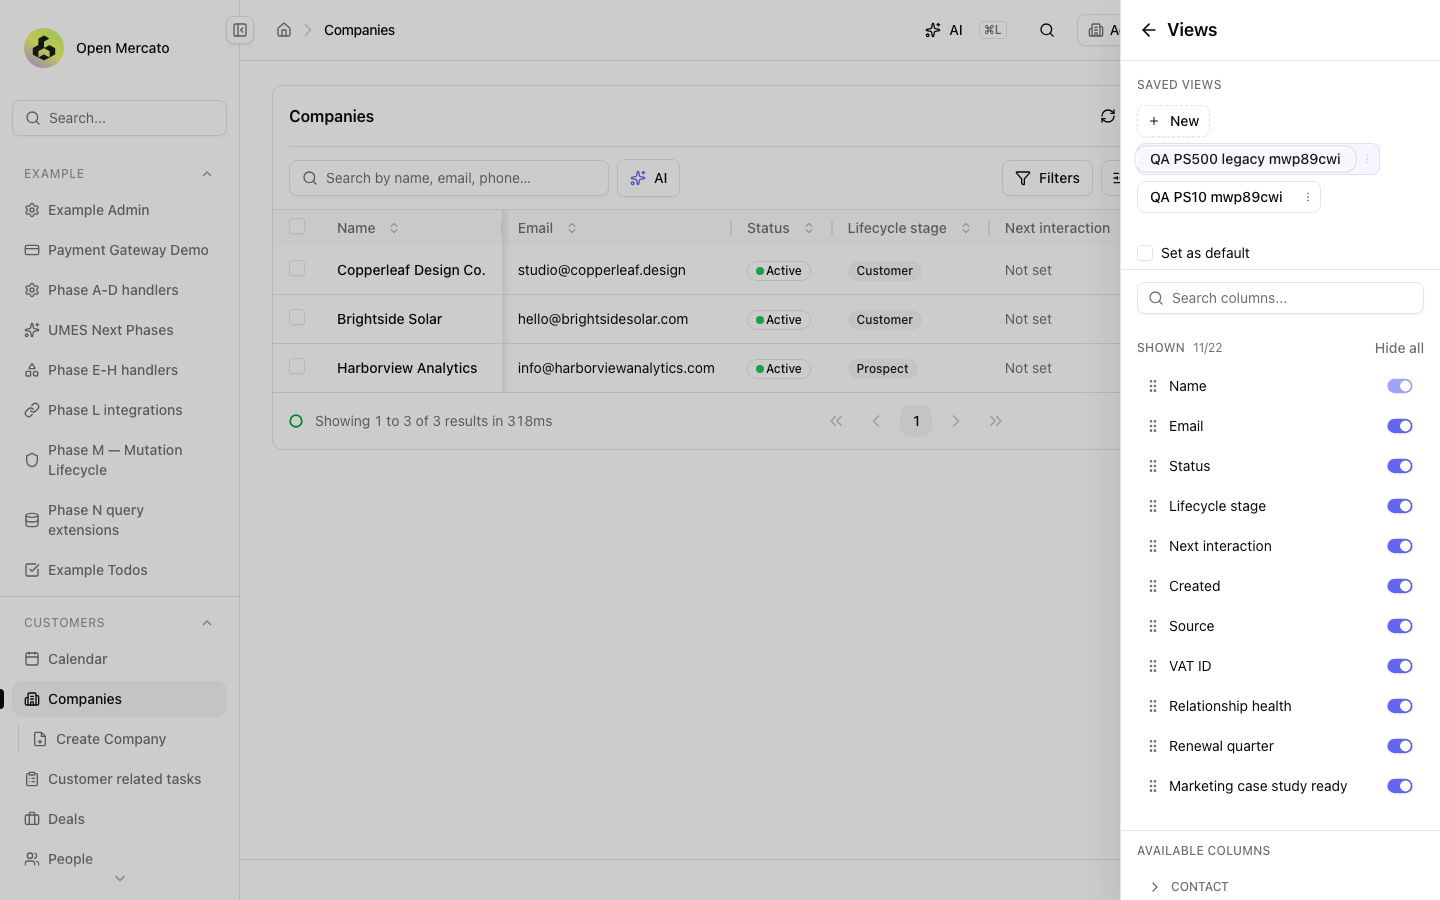 Open Mercato
Search...
EXAMPLE
Example Admin
Payment Gateway Demo
Phase A-D handlers
UMES Next Phases
Phase E-H handlers
Phase L integrations
Phase M — Mutation
Lifecycle
Phase N query
extensions
Example Todos
CUSTOMERS
Calendar
Companies
Create Company
Customer related tasks
Deals
People
Companies
AI
⌘L
Companies
Search by name, email, phone...
AI
Filters
Name
Email
Status
Lifecycle stage
Next interaction
Copperleaf Design Co.
studio@copperleaf.design
Active
Customer
Not set
Brightside Solar
hello@brightsidesolar.com
Active
Customer
Not set
Harborview Analytics
info@harborviewanalytics.com
Active
Prospect
Not set
Showing 1 to 3 of 3 results in 318ms
1
Views
SAVED VIEWS
New
QA PS500 legacy mwp89cwi
QA PS10 mwp89cwi
Set as default
Search columns...
SHOWN 11/22
Hide all
Name
Email
Status
Lifecycle stage
Next interaction
Created
Source
VAT ID
Relationship health
Renewal quarter
Marketing case study ready
AVAILABLE COLUMNS
CONTACT